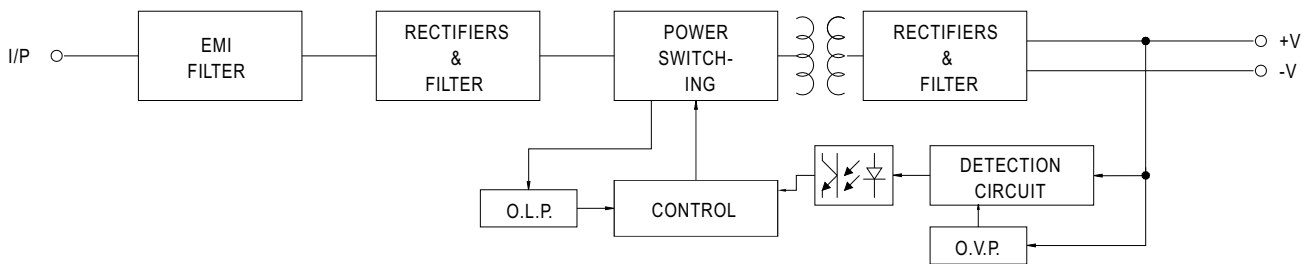 I/P
EMI
FILTER
RECTIFIERS
&
FILTER
POWER
SWITCH-
ING
RECTIFIERS
&
FILTER
+V
-V
O.L.P.
CONTROL
DETECTION
CIRCUIT
O.V.P.